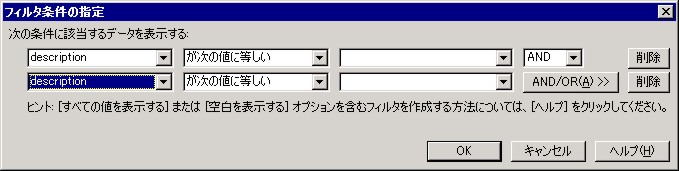 フィルタ条件の指定
次の条件に該当するデータを表示する:
description が次の値に等しい AND 削除
description が次の値に等しい AND/OR(A) >> 削除
ヒント: [すべての値を表示する] または [空白を表示する] オプションを含むフィルタを作成する方法については、[ヘルプ] をクリックしてください。
OK キャンセル ヘルプ(H)